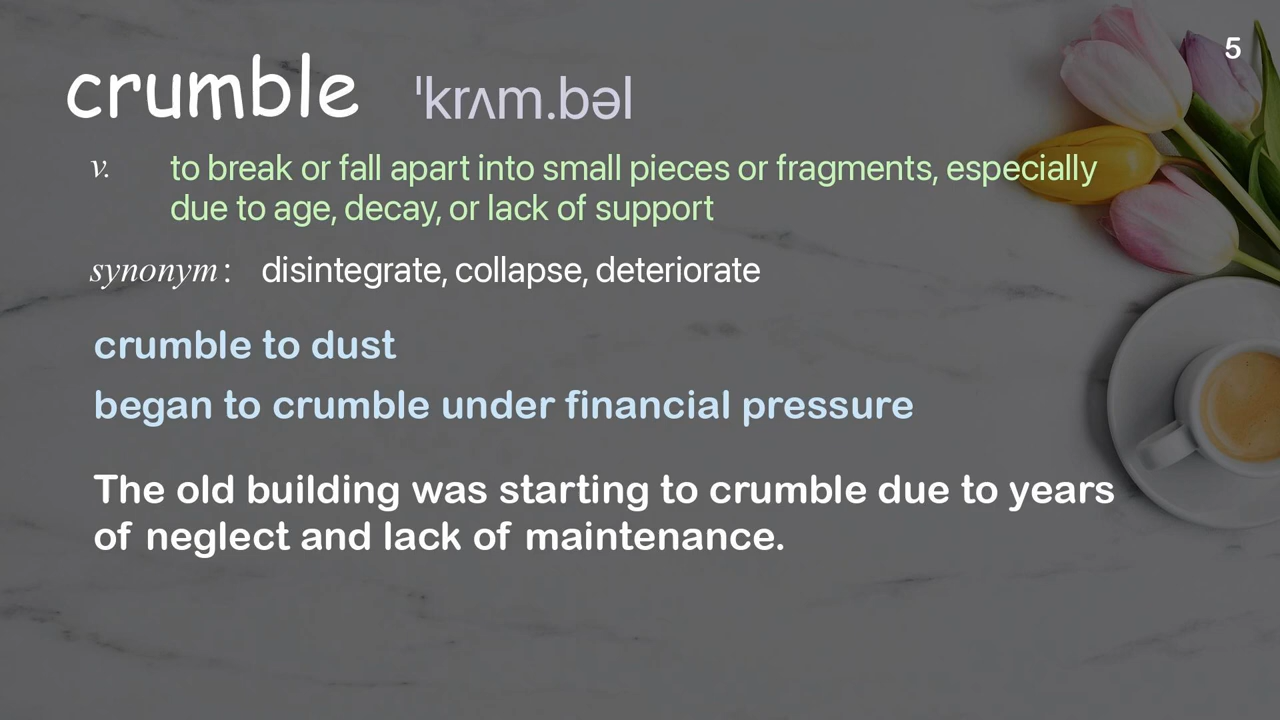 5
crumble ˈkrʌm.bəl
v. to break or fall apart into small pieces or fragments, especially
due to age, decay, or lack of support
synonym: disintegrate, collapse, deteriorate
crumble to dust
began to crumble under financial pressure
The old building was starting to crumble due to years
of neglect and lack of maintenance.